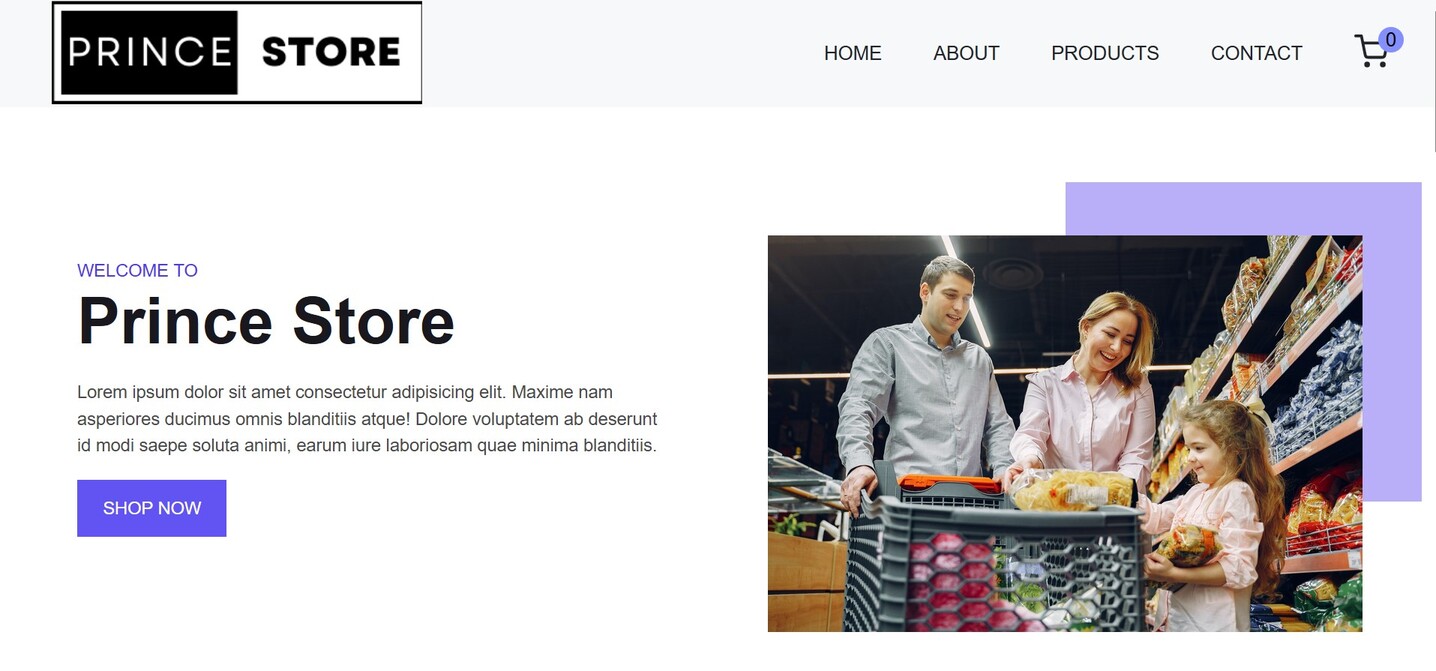 PRINCE STORE
HOME ABOUT PRODUCTS CONTACT 0
WELCOME TO
Prince Store
Lorem ipsum dolor sit amet consectetur adipisicing elit. Maxime nam
asperiores ducimus omnis blanditiis atque! Dolore voluptatem ab deserunt
id modi saepe soluta animi, earum iure laboriosam quae minima blanditiis.
SHOP NOW